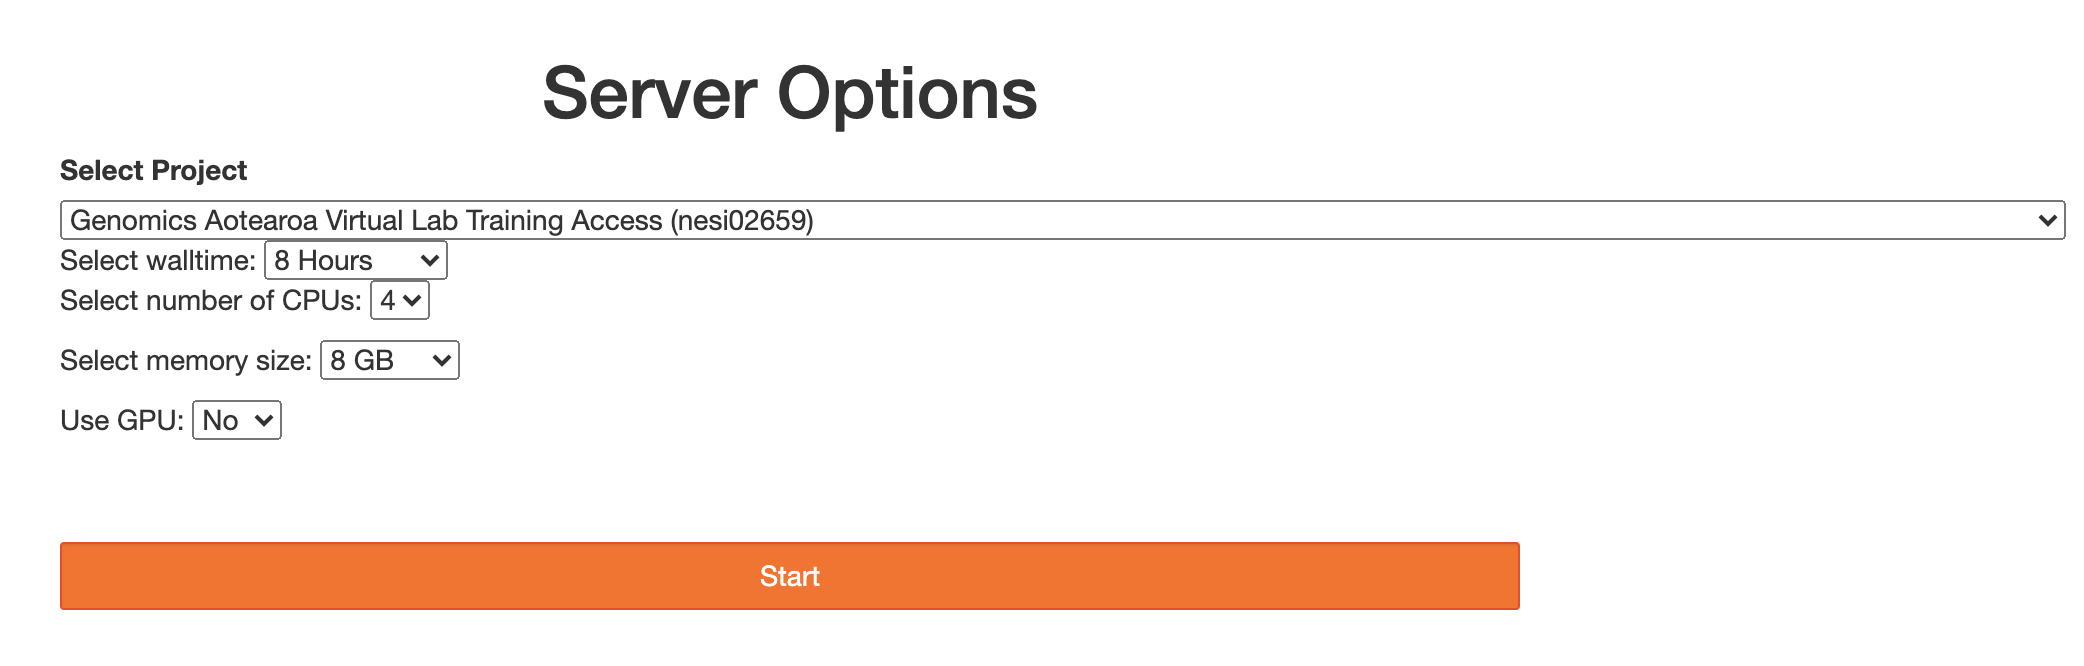 Server Options
Select Project
Genomics Aotearoa Virtual Lab Training Access (nesi02659)
Select walltime: 8 Hours
Select number of CPUs: 4
Select memory size: 8 GB
Use GPU: No
Start